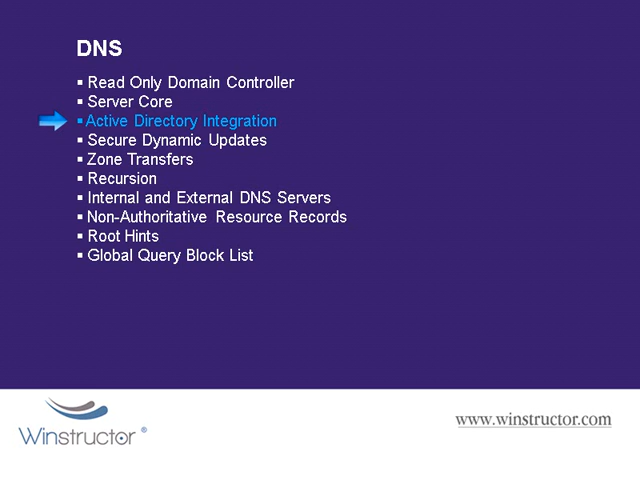 DNS
▪ Read Only Domain Controller
▪ Server Core
▪ Active Directory Integration
▪ Secure Dynamic Updates
▪ Zone Transfers
▪ Recursion
▪ Internal and External DNS Servers
▪ Non-Authoritative Resource Records
▪ Root Hints
▪ Global Query Block List
Winstructor®
www.winstructor.com